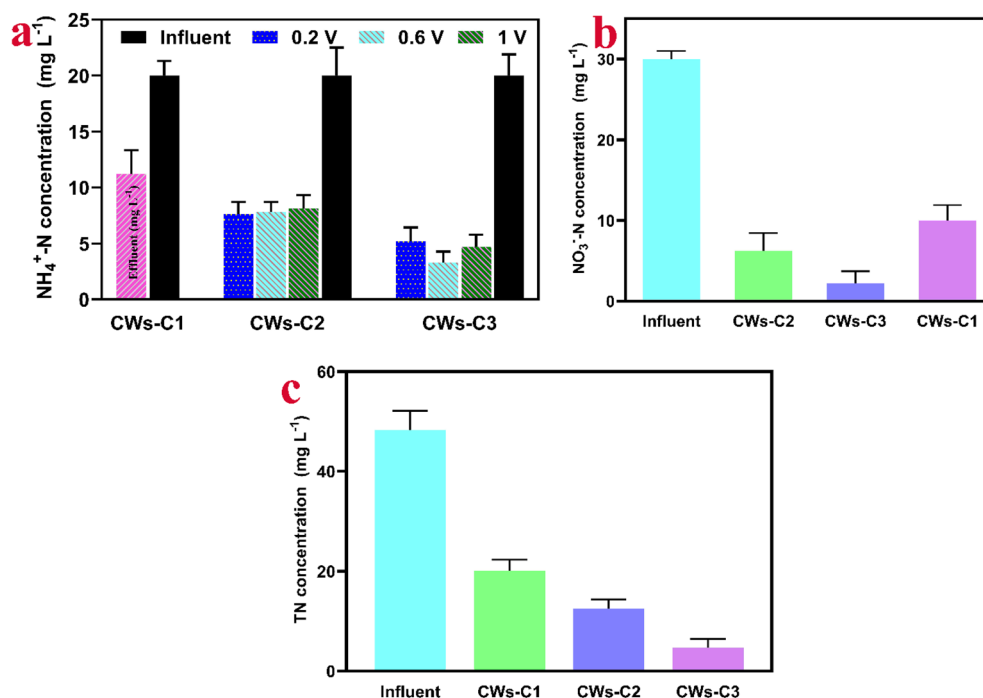 a
Influent 0.2 V 0.6 V 1 V
NH₄⁺-N concentration (mg L⁻¹)
25
20
15
10
5
0
Effluent (mg L⁻¹)
CWs-C1 CWs-C2 CWs-C3
b
NO₃⁻-N concentration (mg L⁻¹)
30
20
10
0
Influent CWs-C2 CWs-C3 CWs-C1
c
TN concentration (mg L⁻¹)
60
40
20
0
Influent CWs-C1 CWs-C2 CWs-C3